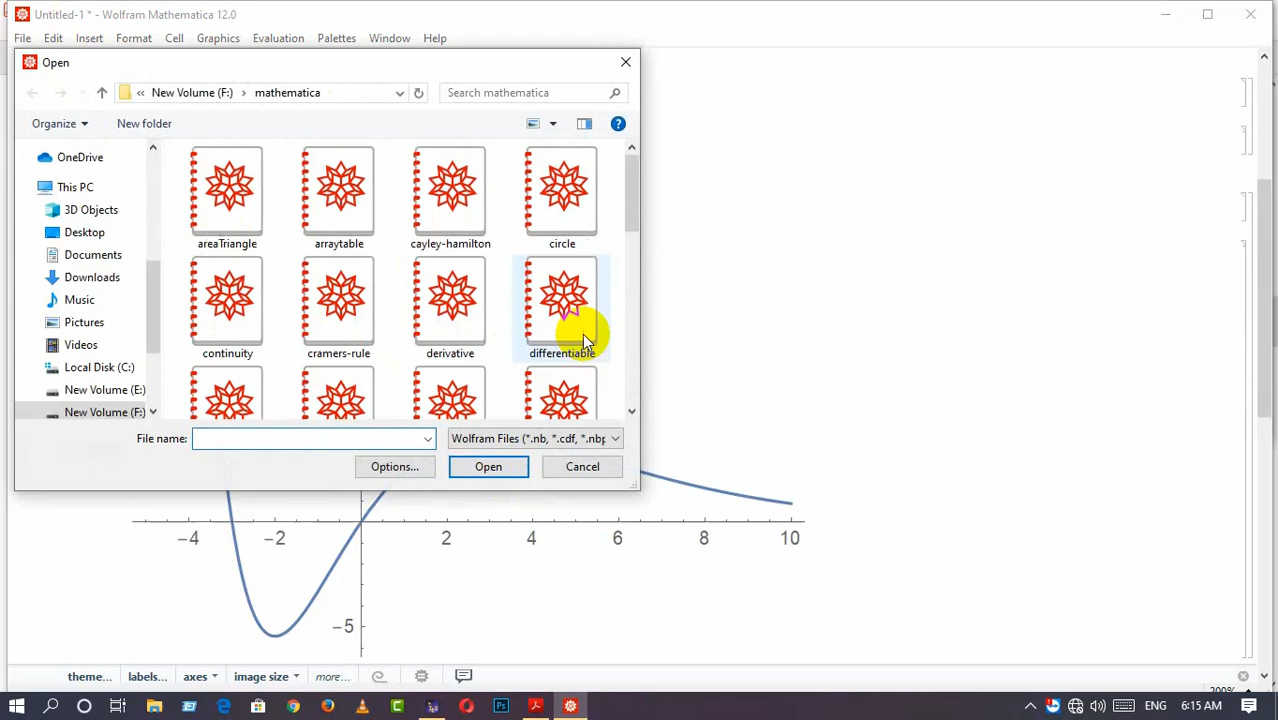 Untitled-1 * - Wolfram Mathematica 12.0
File Edit Insert Format Cell Graphics Evaluation Palettes Window Help
Open
« New Volume (F:) › mathematica
Search mathematica
Organize
New folder
OneDrive
This PC
3D Objects
Desktop
Documents
Downloads
Music
Pictures
Videos
Local Disk (C:)
New Volume (E:)
New Volume (F:)
areaTriangle arraytable cayley-hamilton circle
continuity cramers-rule derivative differentiable
File name:
Wolfram Files (*.nb, *.cdf, *.nbp
Options... Open Cancel
−4 −2 0 2 4 6 8 10
−5
theme... labels... axes image size more...
200%
ENG 6:15 AM